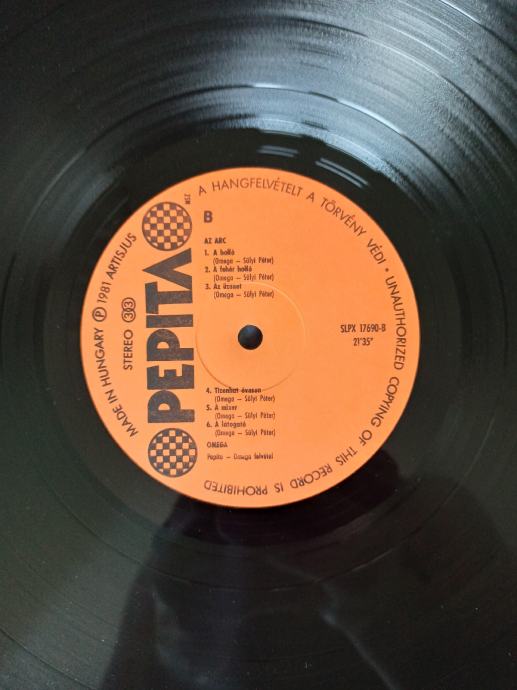 A HANGFELVÉTELT A TÖRVÉNY VÉDI • UNAUTHORIZED COPYING OF THIS RECORD IS PROHIBITED
MADE IN HUNGARY Ⓟ 1981 ARTISJUS
STEREO 33
PEPITA
MSZ
B
AZ ARC
1. A holló
(Omega – Sülyi Péter)
2. A fehér holló
(Omega – Sülyi Péter)
3. Az üzenet
(Omega – Sülyi Péter)
SLPX 17690-B
21'35"
4. Tizenhat évesen
(Omega – Sülyi Péter)
5. A mixer
(Omega – Sülyi Péter)
6. A látogató
(Omega – Sülyi Péter)
OMEGA
Pepita – Omega felvétel